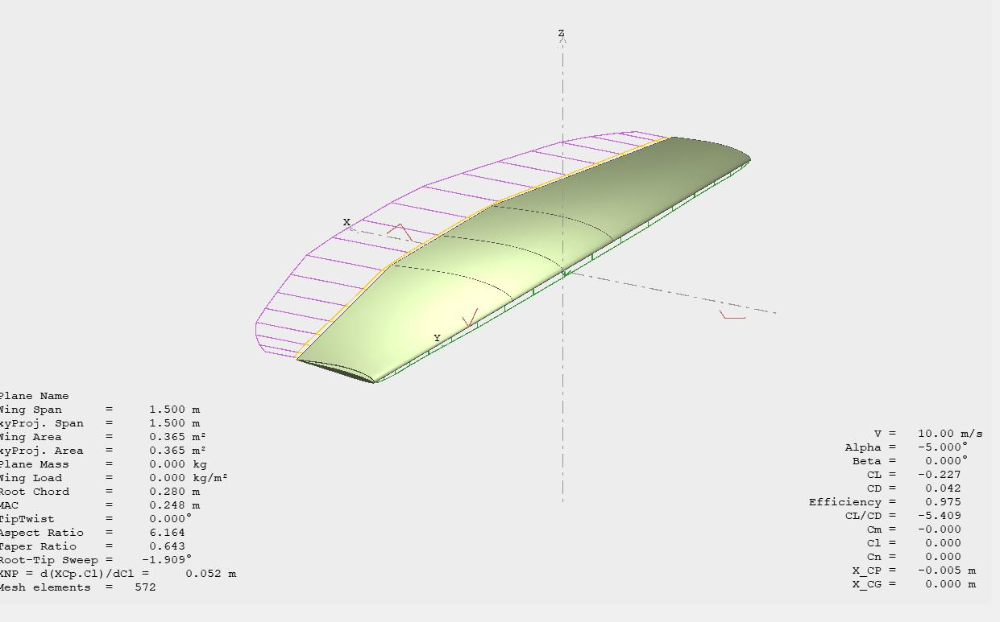 Z
X
Y
Plane Name
Wing Span = 1.500 m
xyProj. Span = 1.500 m
Wing Area = 0.365 m²
xyProj. Area = 0.365 m²
Plane Mass = 0.000 kg
Wing Load = 0.000 kg/m²
Root Chord = 0.280 m
MAC = 0.248 m
TipTwist = 0.000°
Aspect Ratio = 6.164
Taper Ratio = 0.643
Root-Tip Sweep = -1.909°
XNP = d(XCp.Cl)/dCl = 0.052 m
Mesh elements = 572
V = 10.00 m/s
Alpha = -5.000°
Beta = 0.000°
CL = -0.227
CD = 0.042
Efficiency = 0.975
CL/CD = -5.409
Cm = -0.000
Cl = 0.000
Cn = 0.000
X_CP = -0.005 m
X_CG = 0.000 m